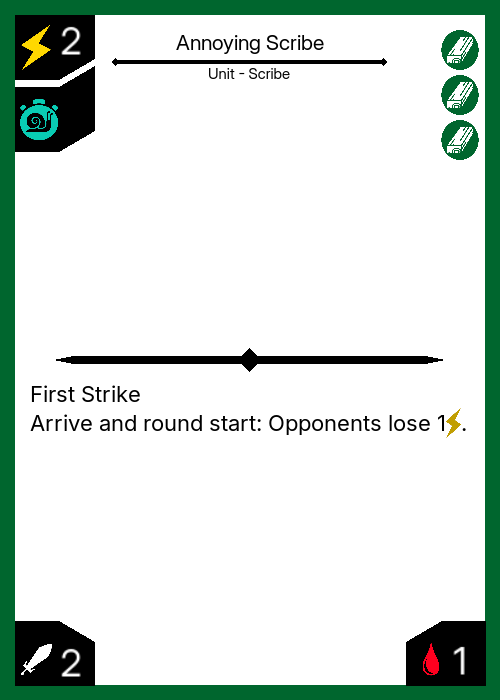 2
Annoying Scribe
Unit - Scribe
First Strike
Arrive and round start: Opponents lose 1.
2
1